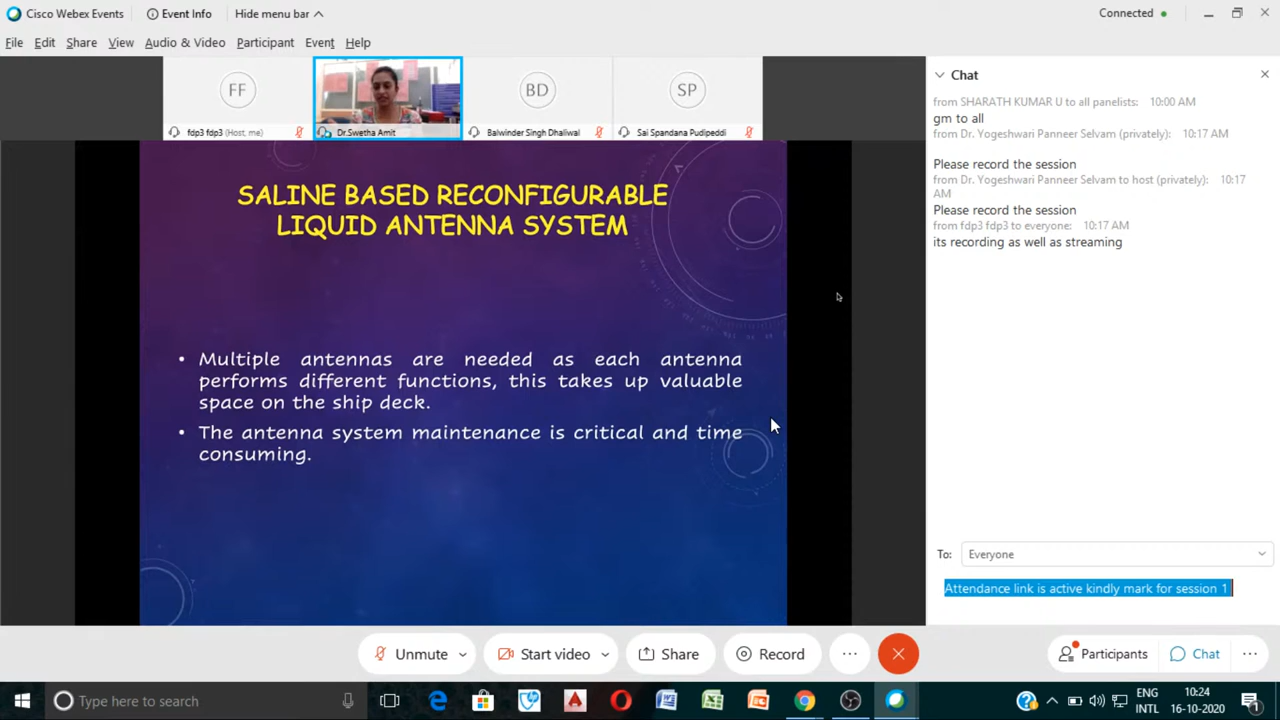 Cisco Webex Events
Event Info
Hide menu bar
Connected
File Edit Share View Audio & Video Participant Event Help
FF
BD
SP
fdp3 fdp3 (Host, me)
Dr.Swetha Amit
Balwinder Singh Dhaliwal
Sai Spandana Pudipeddi
SALINE BASED RECONFIGURABLE
LIQUID ANTENNA SYSTEM
• Multiple antennas are needed as each antenna
performs different functions, this takes up valuable
space on the ship deck.
• The antenna system maintenance is critical and time
consuming.
Chat
from SHARATH KUMAR U to all panelists: 10:00 AM
gm to all
from Dr. Yogeshwari Panneer Selvam (privately): 10:17 AM
Please record the session
from Dr. Yogeshwari Panneer Selvam to host (privately): 10:17
AM
Please record the session
from fdp3 fdp3 to everyone: 10:17 AM
its recording as well as streaming
To: Everyone
Attendance link is active kindly mark for session 1
Unmute
Start video
Share
Record
Participants
Chat
Type here to search
ENG
INTL
10:24
16-10-2020
1